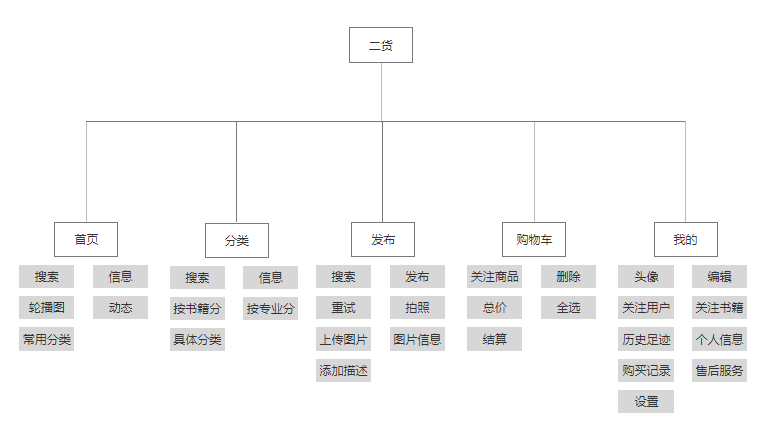 二货
首页
分类
发布
购物车
我的
搜索
信息
轮播图
动态
常用分类
搜索
信息
按书籍分
按专业分
具体分类
搜索
发布
重试
拍照
上传图片
图片信息
添加描述
关注商品
删除
总价
全选
结算
头像
编辑
关注用户
关注书籍
历史足迹
个人信息
购买记录
售后服务
设置